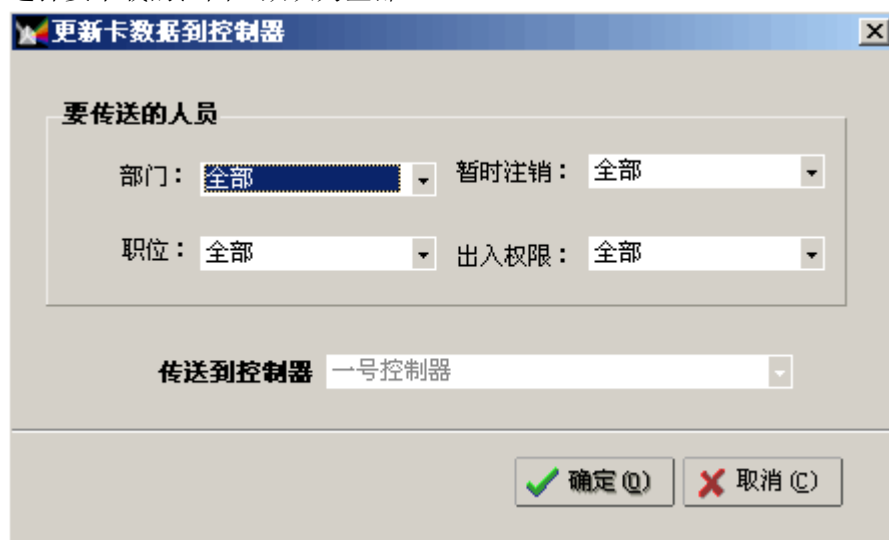 更新卡数据到控制器
要传送的人员
部门： 全部 暂时注销： 全部
职位： 全部 出入权限： 全部
传送到控制器 一号控制器
确定(O) 取消(C)